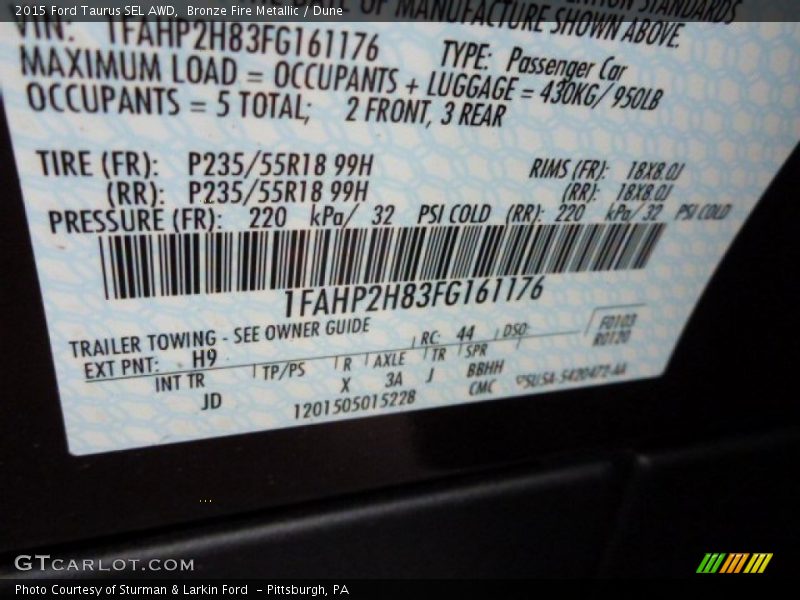 2015 Ford Taurus SEL AWD, Bronze Fire Metallic / Dune
OF MANUFACTURE SHOWN ABOVE.
STANDARDS
VIN: 1FAHP2H83FG161176
TYPE: Passenger Car
MAXIMUM LOAD = OCCUPANTS + LUGGAGE = 430KG/950LB
OCCUPANTS = 5 TOTAL; 2 FRONT, 3 REAR
TIRE (FR): P235/55R18 99H RIMS (FR): 18X8.0J
(RR): P235/55R18 99H (RR): 18X8.0J
PRESSURE (FR): 220 kPa/ 32 PSI COLD (RR): 220 kPa/ 32 PSI COLD
1FAHP2H83FG161176
TRAILER TOWING - SEE OWNER GUIDE
EXT PNT: H9 RC: 44 DSO: F0103
R0120
INT TR TP/PS R AXLE TR SPR
JD X 3A J BBHH
1201505015228 CMC
GTCARLOT.COM
Photo Courtesy of Sturman & Larkin Ford - Pittsburgh, PA